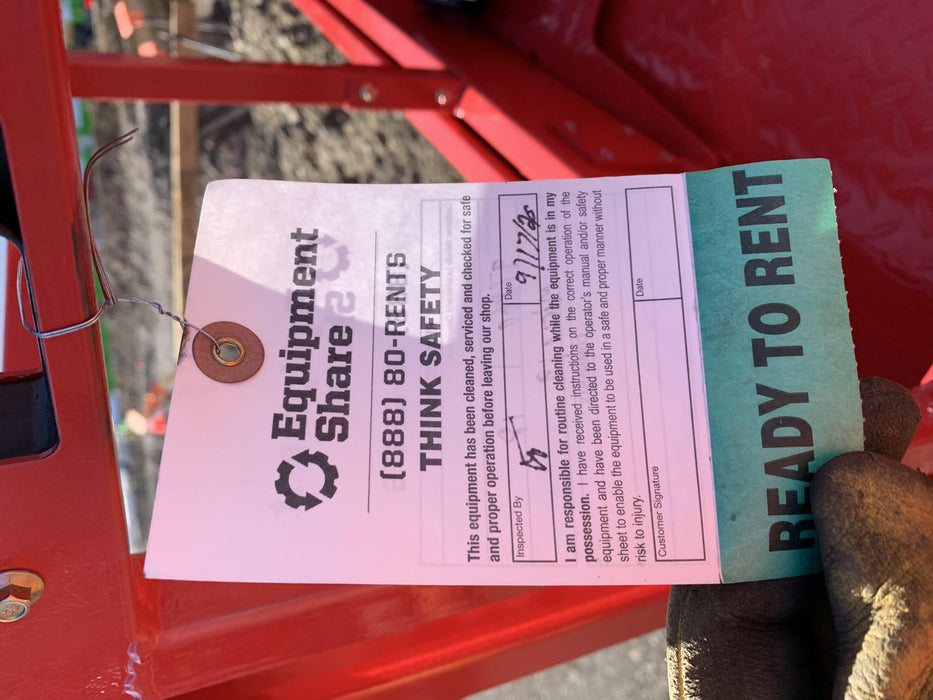 Equipment
Share
(888) 80-RENTS
THINK SAFETY
This equipment has been cleaned, serviced and checked for safe
and proper operation before leaving our shop.
Inspected By
Date
9/17/25
I am responsible for routine cleaning while the equipment is in my
possession. I have received instructions on the correct operation of the
equipment and have been directed to the operator's manual and/or safety
sheet to enable the equipment to be used in a safe and proper manner without
risk to injury.
Customer Signature
Date
READY TO RENT